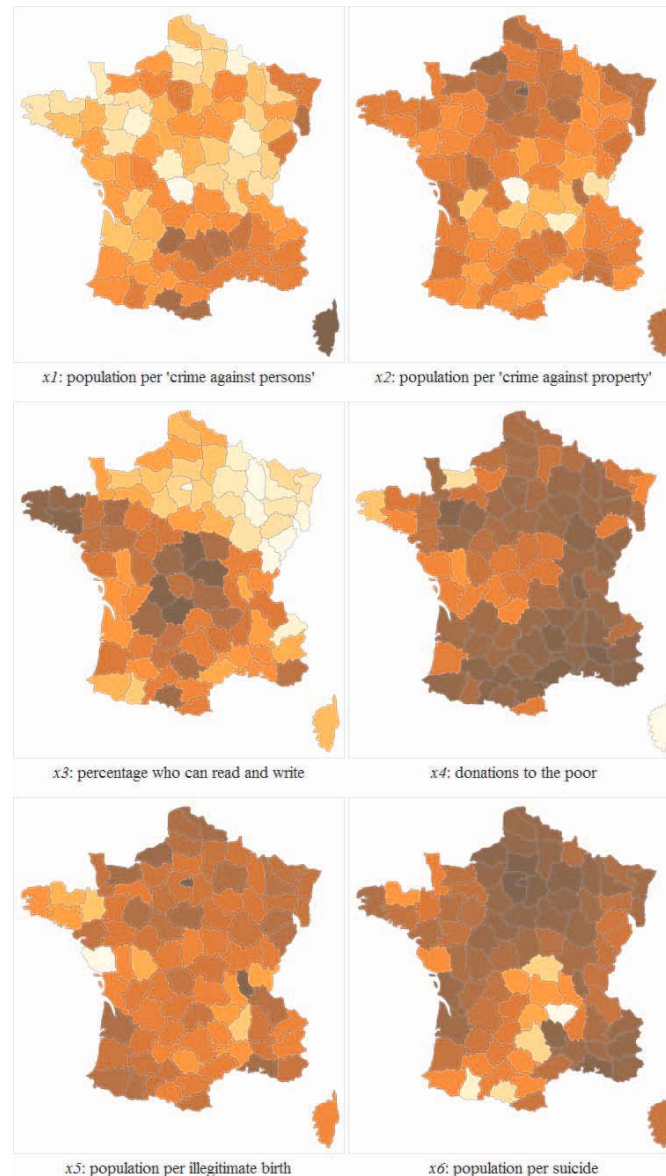 x1: population per 'crime against persons'
x2: population per 'crime against property'
x3: percentage who can read and write
x4: donations to the poor
x5: population per illegitimate birth
x6: population per suicide